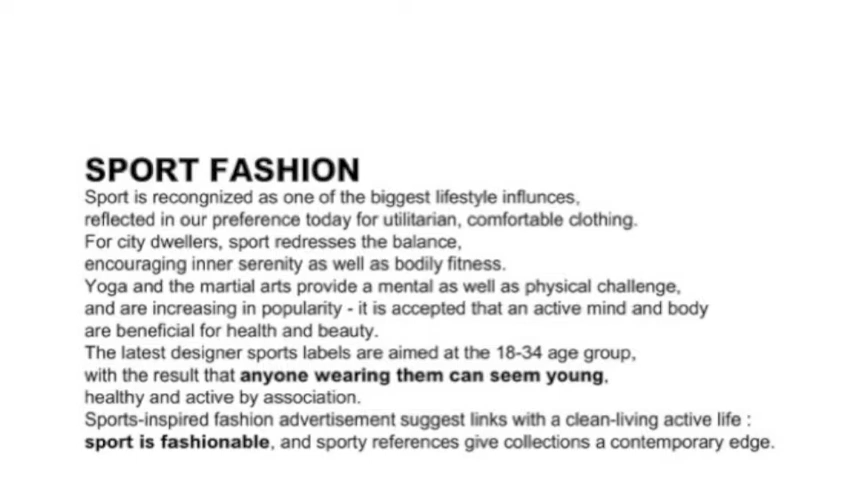 SPORT FASHION
Sport is recongnized as one of the biggest lifestyle influnces,
reflected in our preference today for utilitarian, comfortable clothing.
For city dwellers, sport redresses the balance,
encouraging inner serenity as well as bodily fitness.
Yoga and the martial arts provide a mental as well as physical challenge,
and are increasing in popularity - it is accepted that an active mind and body
are beneficial for health and beauty.
The latest designer sports labels are aimed at the 18-34 age group,
with the result that anyone wearing them can seem young,
healthy and active by association.
Sports-inspired fashion advertisement suggest links with a clean-living active life :
sport is fashionable, and sporty references give collections a contemporary edge.